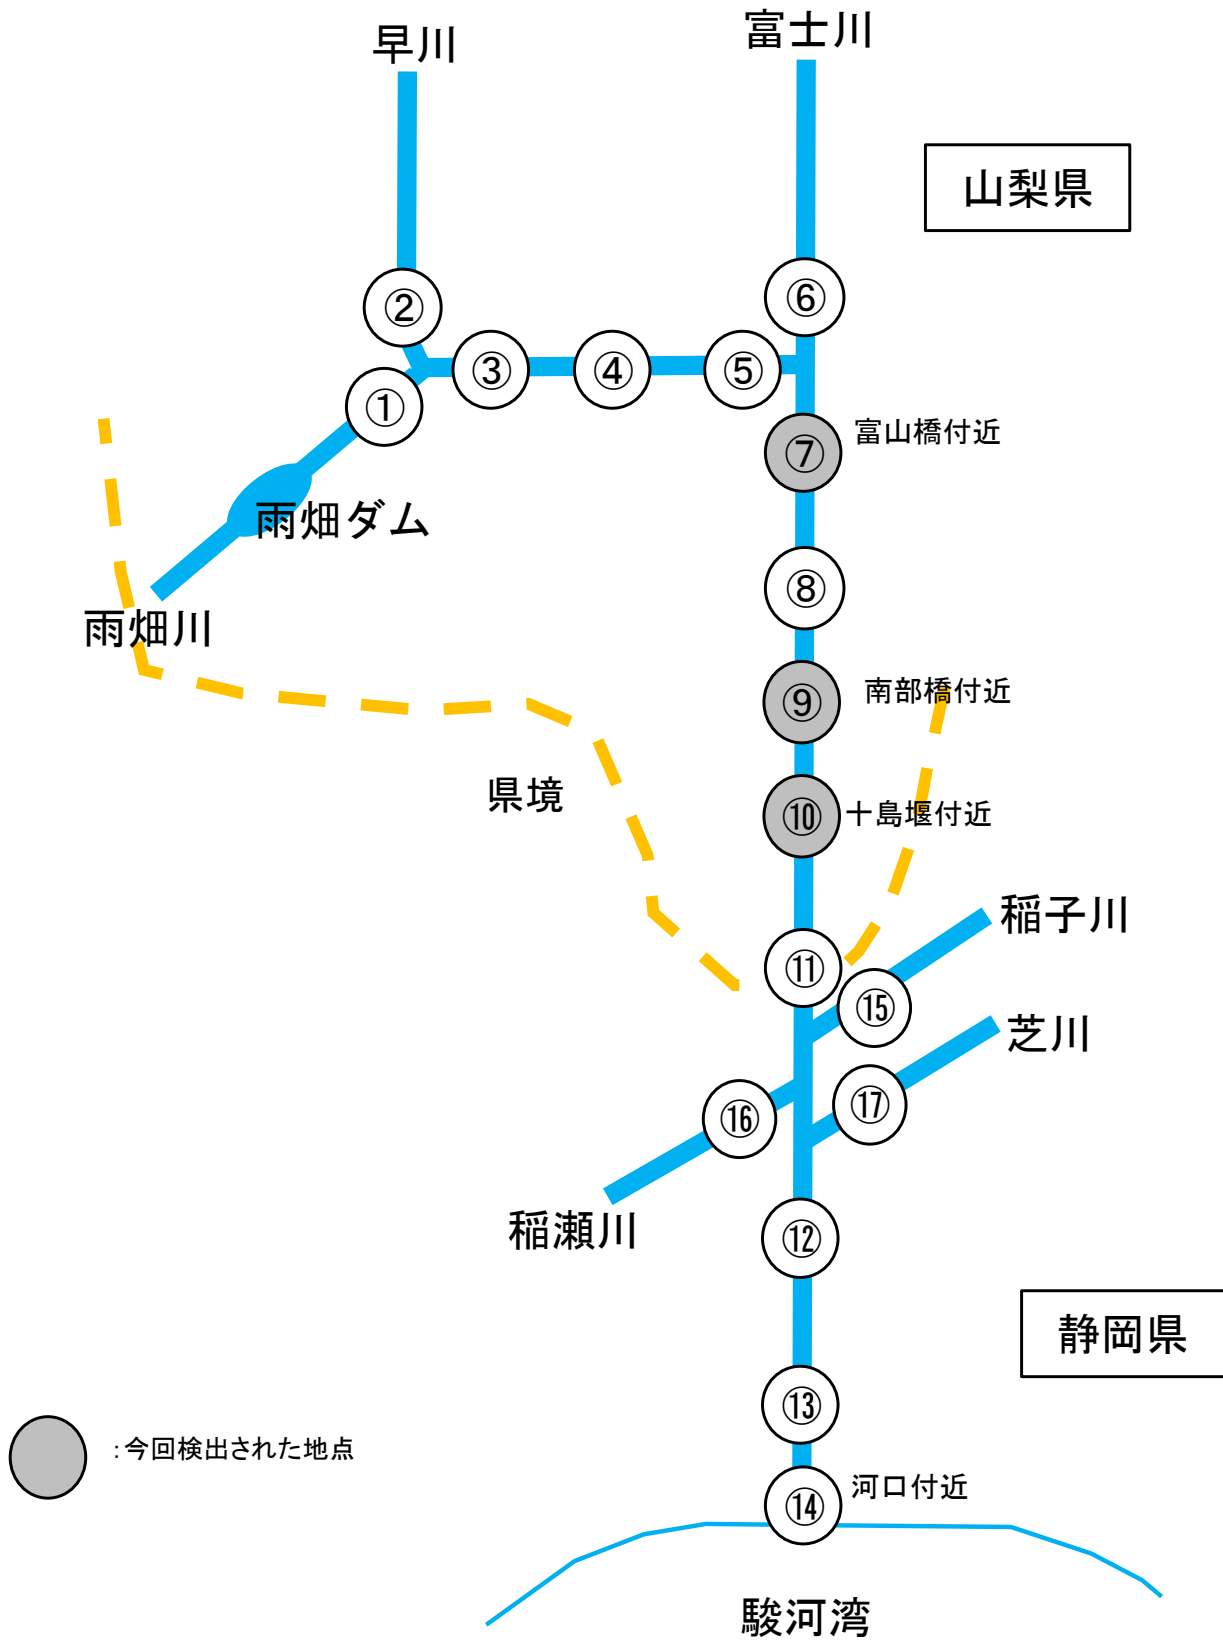 早川
富士川
山梨県
②
⑥
③
④
⑤
①
⑦
富山橋付近
雨畑ダム
⑧
雨畑川
⑨
南部橋付近
県境
⑩
十島堰付近
稲子川
⑪
⑮
芝川
⑯
⑰
稲瀬川
⑫
静岡県
⑬
:今回検出された地点
⑭
河口付近
駿河湾